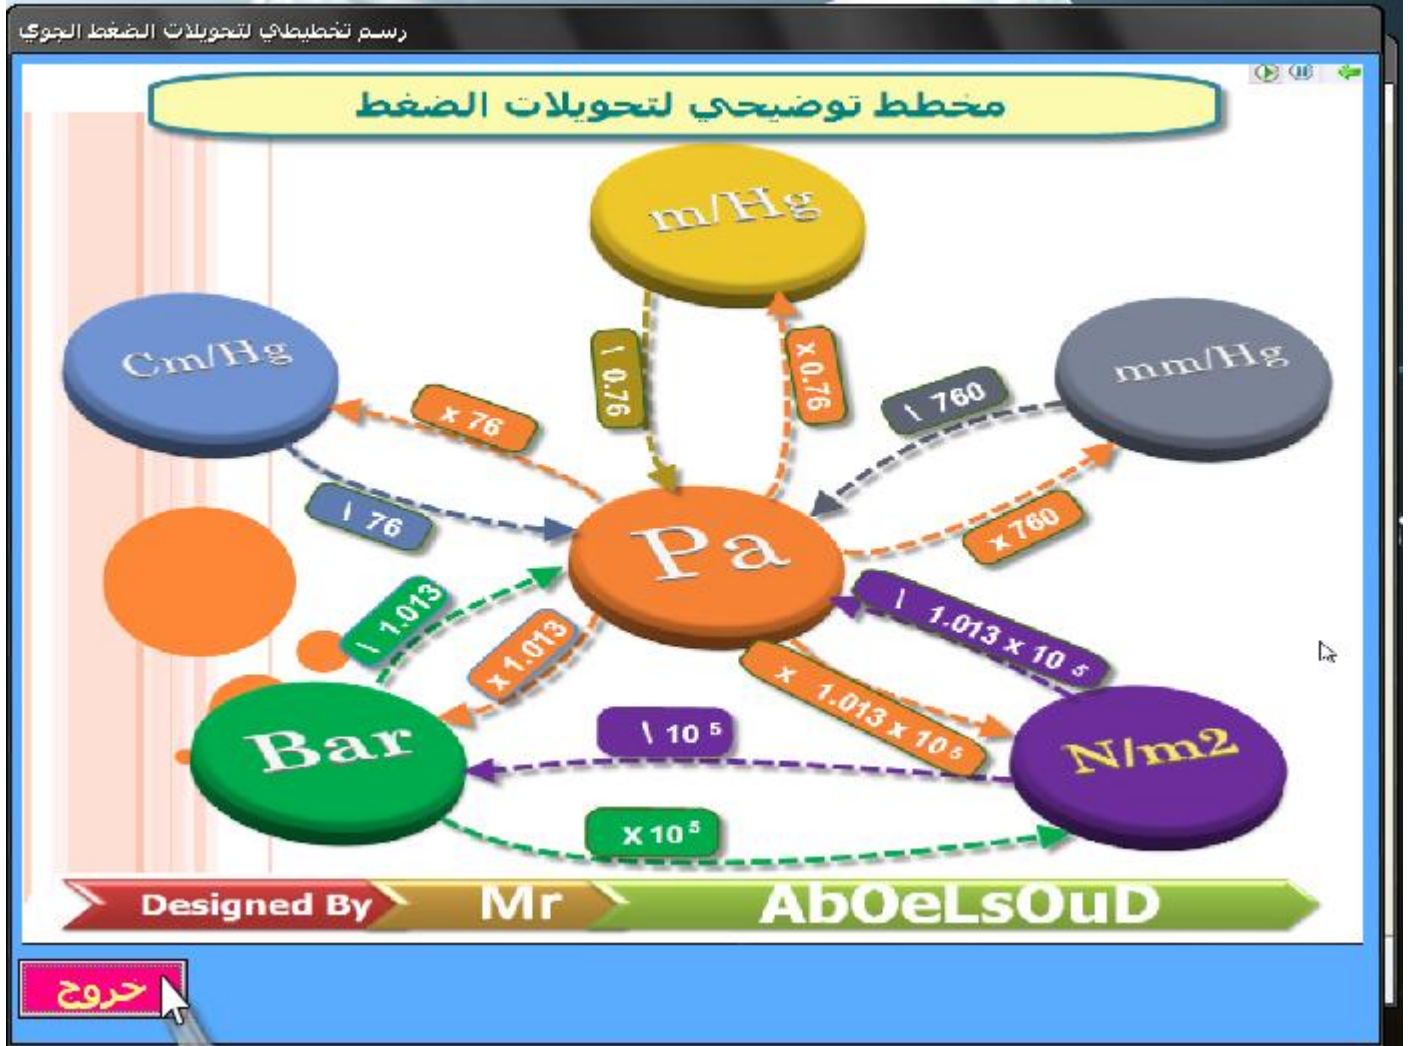 رسم تخطيطي لتحويلات الضغط الجوي
مخطط توضيحي لتحويلات الضغط
m/Hg
Cm/Hg
mm/Hg
\ 0.76
x 0.76
\ 760
x 76
\ 76
x 760
Pa
\ 1.013
x 1.013
\ 1.013 x 10 5
x 1.013 x 10 5
Bar
\ 10 5
N/m2
X 10 5
Designed By Mr AbOeLsOuD
خروج